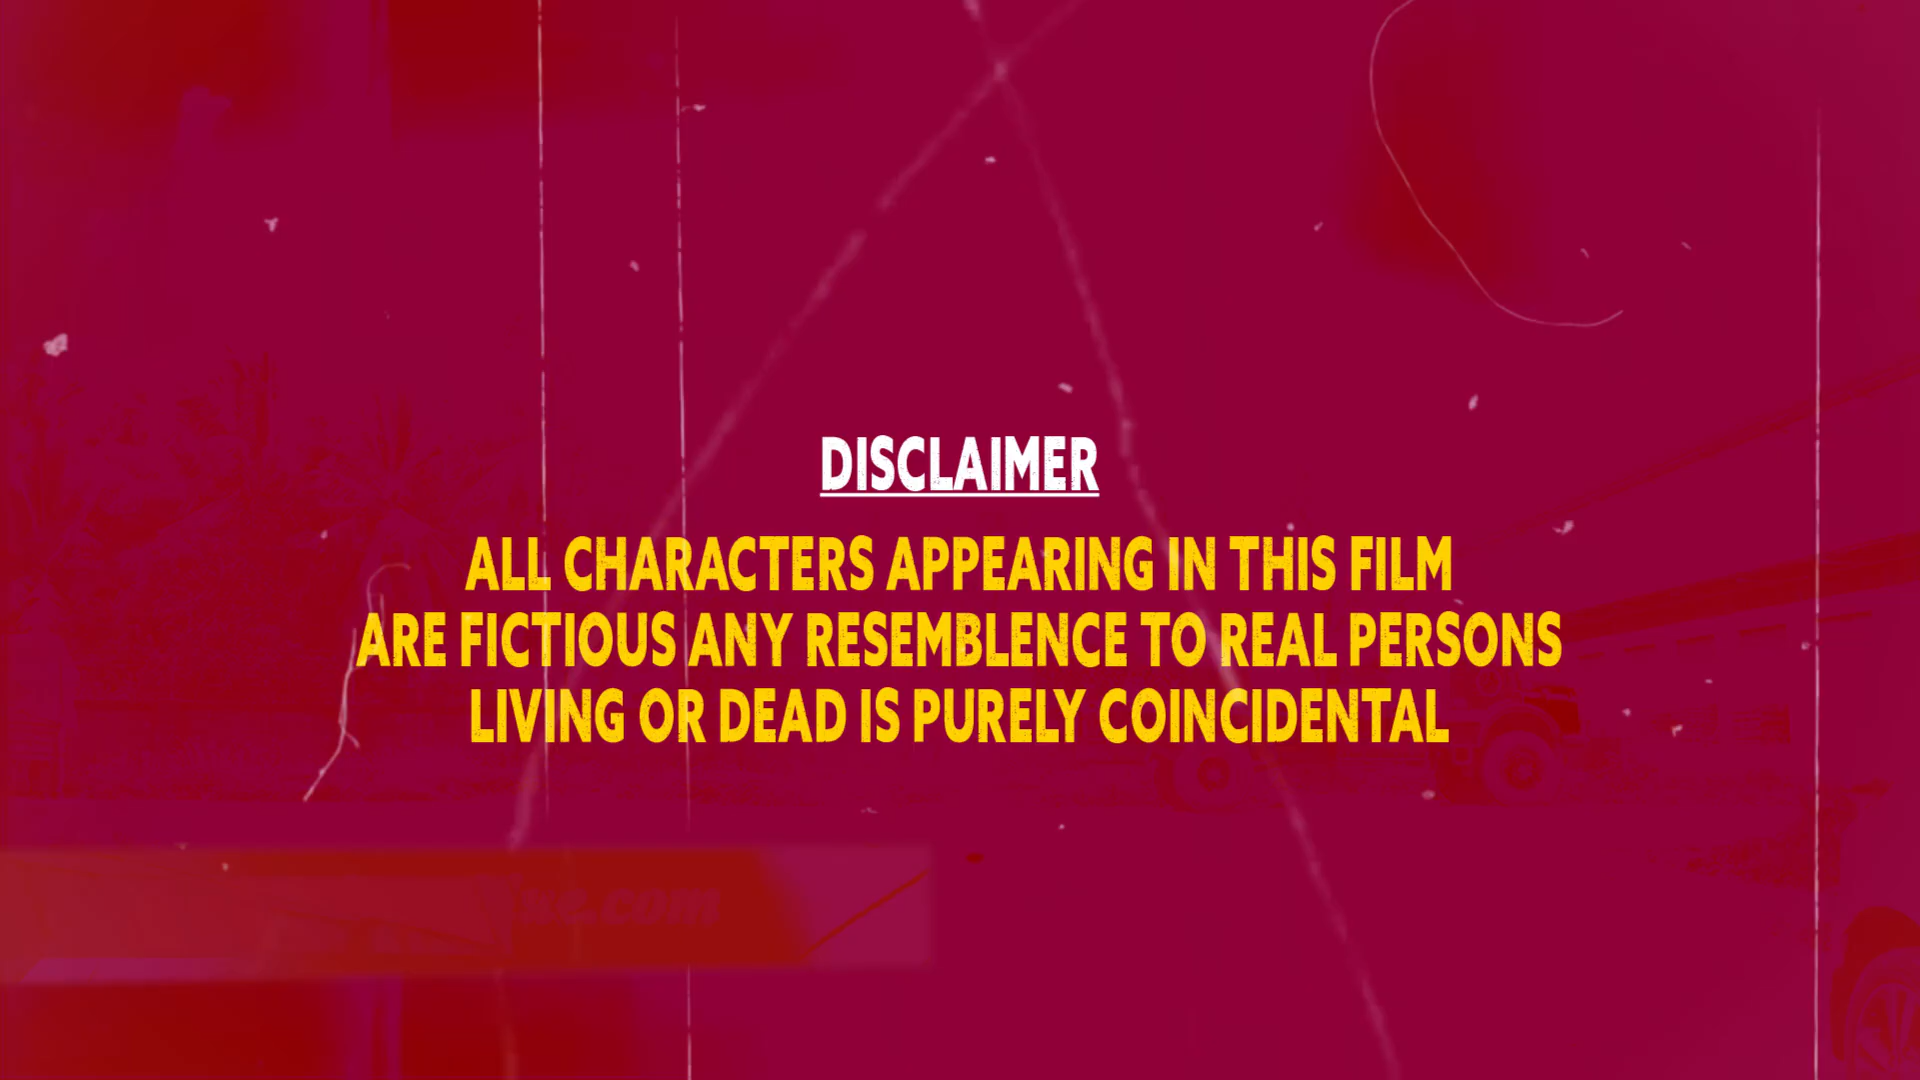 DISCLAIMER
ALL CHARACTERS APPEARING IN THIS FILM
ARE FICTIOUS ANY RESEMBLENCE TO REAL PERSONS
LIVING OR DEAD IS PURELY COINCIDENTAL